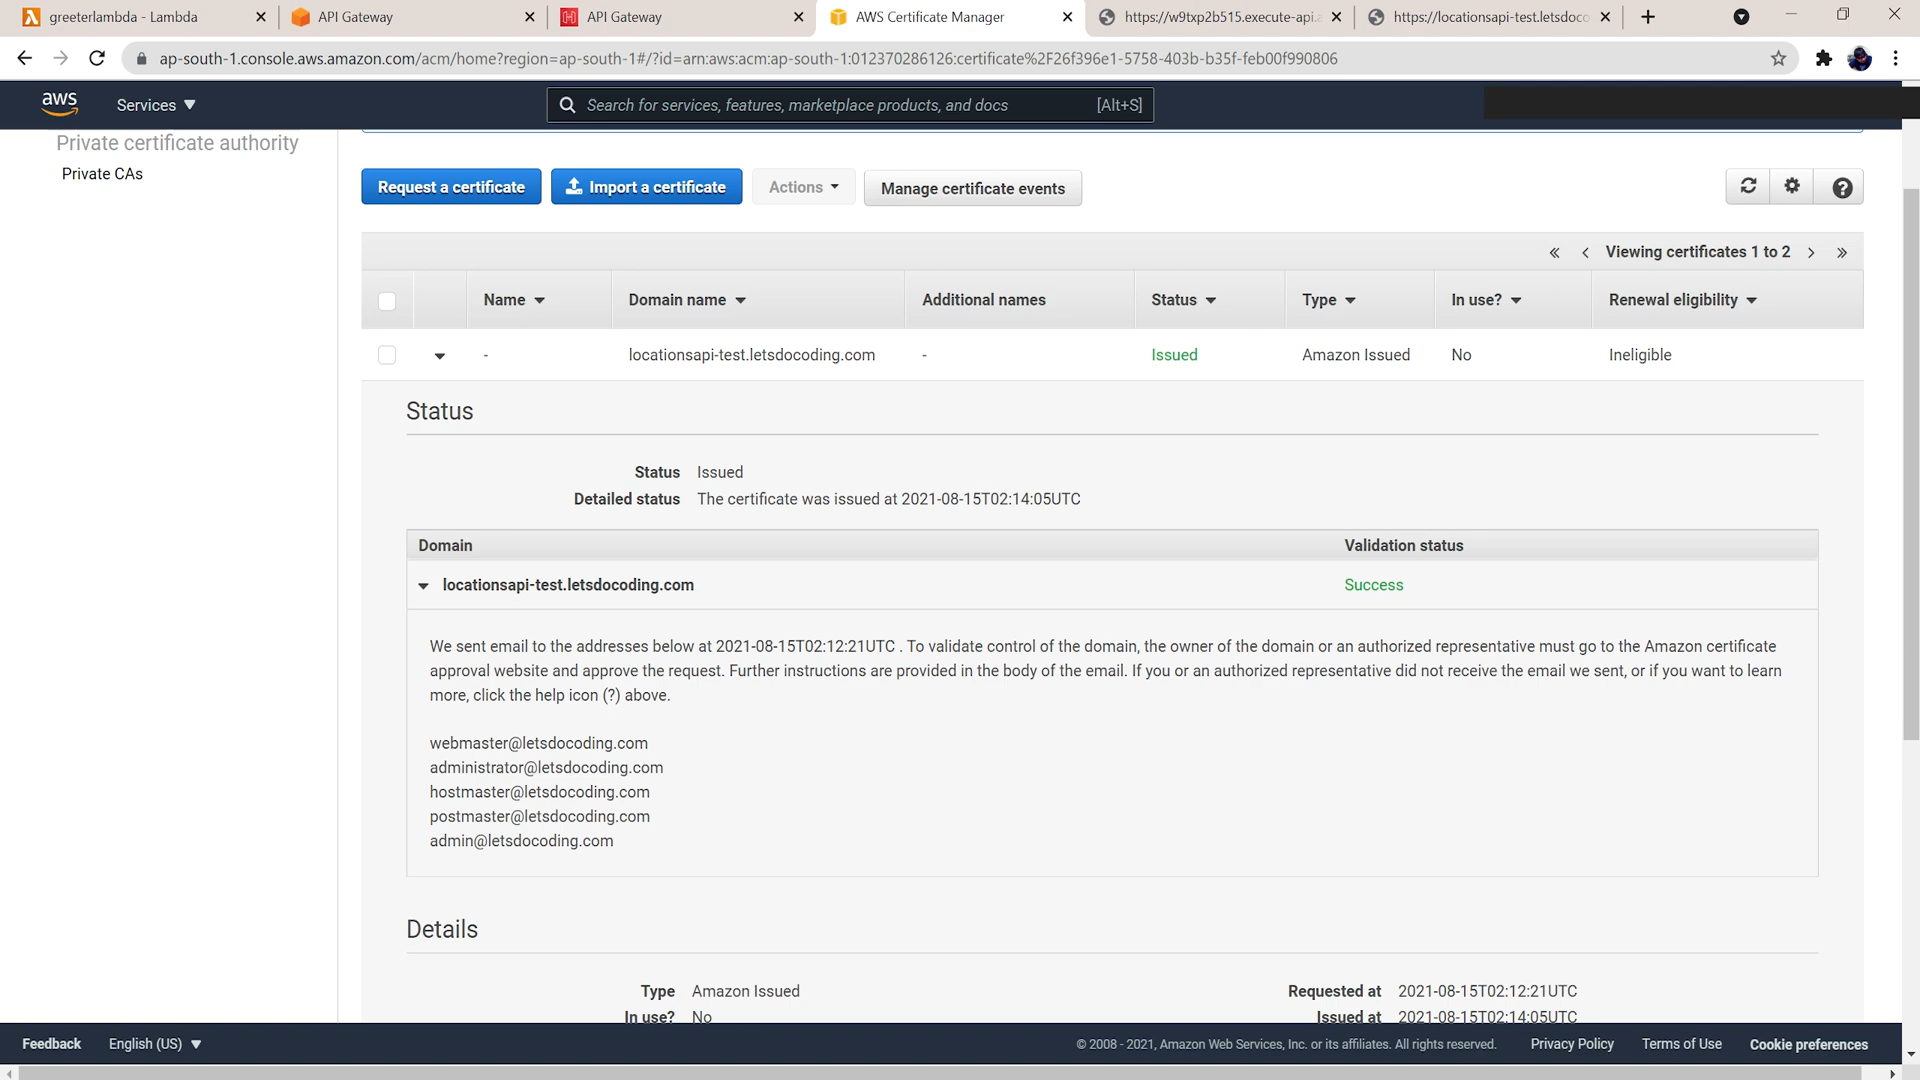 greeterlambda - Lambda
API Gateway
API Gateway
AWS Certificate Manager
https://w9txp2b515.execute-api.a
https://locationsapi-test.letsdoco
ap-south-1.console.aws.amazon.com/acm/home?region=ap-south-1#/?id=arn:aws:acm:ap-south-1:012370286126:certificate%2F26f396e1-5758-403b-b35f-feb00f990806
aws
Services
Search for services, features, marketplace products, and docs
[Alt+S]
Private certificate authority
Private CAs
Request a certificate
Import a certificate
Actions
Manage certificate events
« ‹ Viewing certificates 1 to 2 › »
Name Domain name Additional names Status Type In use? Renewal eligibility
- locationsapi-test.letsdocoding.com - Issued Amazon Issued No Ineligible
Status
Status Issued
Detailed status The certificate was issued at 2021-08-15T02:14:05UTC
Domain Validation status
locationsapi-test.letsdocoding.com Success
We sent email to the addresses below at 2021-08-15T02:12:21UTC . To validate control of the domain, the owner of the domain or an authorized representative must go to the Amazon certificate
approval website and approve the request. Further instructions are provided in the body of the email. If you or an authorized representative did not receive the email we sent, or if you want to learn
more, click the help icon (?) above.
webmaster@letsdocoding.com
administrator@letsdocoding.com
hostmaster@letsdocoding.com
postmaster@letsdocoding.com
admin@letsdocoding.com
Details
Type Amazon Issued Requested at 2021-08-15T02:12:21UTC
In use? No Issued at 2021-08-15T02:14:05UTC
Feedback English (US) © 2008 - 2021, Amazon Web Services, Inc. or its affiliates. All rights reserved. Privacy Policy Terms of Use Cookie preferences